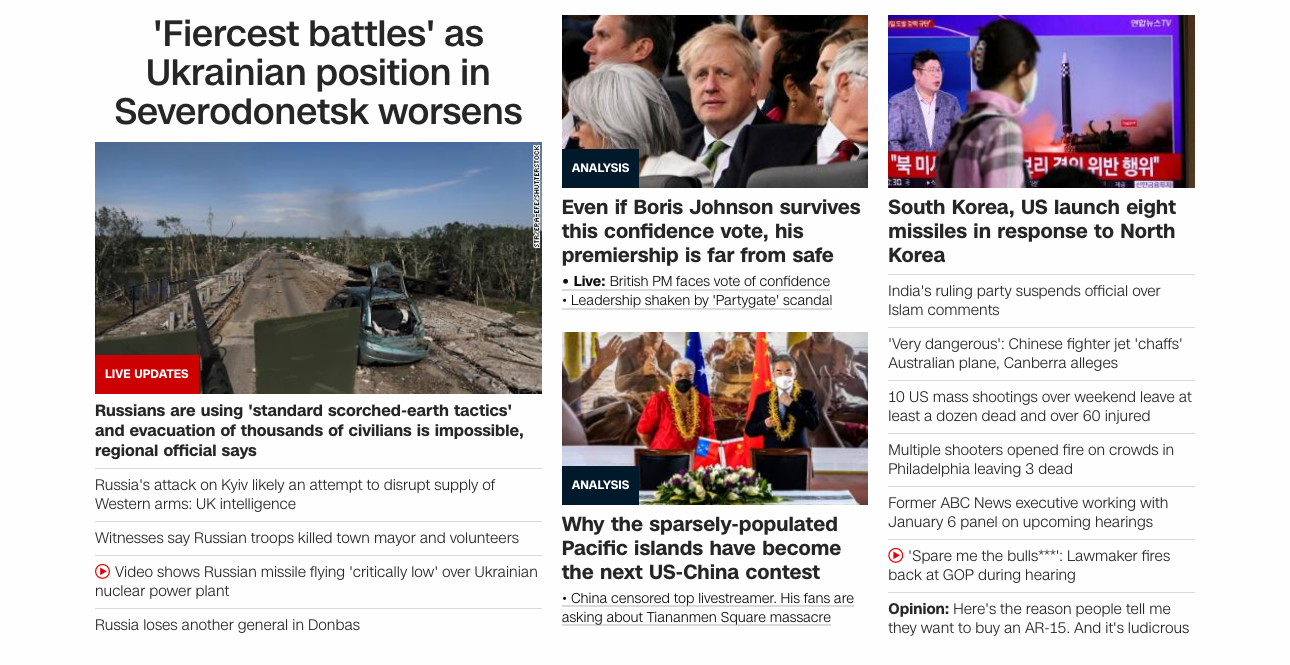 'Fiercest battles' as
Ukrainian position in
Severodonetsk worsens
STR/EPA-EFE/SHUTTERSTOCK
LIVE UPDATES
Russians are using 'standard scorched-earth tactics'
and evacuation of thousands of civilians is impossible,
regional official says
Russia's attack on Kyiv likely an attempt to disrupt supply of
Western arms: UK intelligence
Witnesses say Russian troops killed town mayor and volunteers
Video shows Russian missile flying 'critically low' over Ukrainian
nuclear power plant
Russia loses another general in Donbas
ANALYSIS
Even if Boris Johnson survives
this confidence vote, his
premiership is far from safe
• Live: British PM faces vote of confidence
• Leadership shaken by 'Partygate' scandal
ANALYSIS
Why the sparsely-populated
Pacific islands have become
the next US-China contest
• China censored top livestreamer. His fans are
asking about Tiananmen Square massacre
연합뉴스TV
"북 미사 결의 위반 행위"
South Korea, US launch eight
missiles in response to North
Korea
India's ruling party suspends official over
Islam comments
'Very dangerous': Chinese fighter jet 'chaffs'
Australian plane, Canberra alleges
10 US mass shootings over weekend leave at
least a dozen dead and over 60 injured
Multiple shooters opened fire on crowds in
Philadelphia leaving 3 dead
Former ABC News executive working with
January 6 panel on upcoming hearings
'Spare me the bulls***': Lawmaker fires
back at GOP during hearing
Opinion: Here's the reason people tell me
they want to buy an AR-15. And it's ludicrous